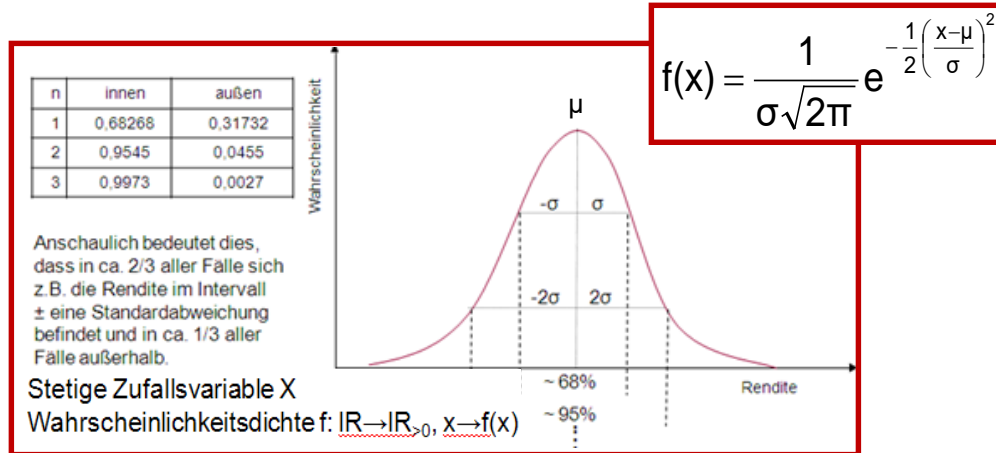 f(x) = 1/(σ√(2π)) e^(-1/2((x-μ)/σ)^2)
n innen außen
1 0,68268 0,31732
2 0,9545 0,0455
3 0,9973 0,0027
Anschaulich bedeutet dies,
dass in ca. 2/3 aller Fälle sich
z.B. die Rendite im Intervall
± eine Standardabweichung
befindet und in ca. 1/3 aller
Fälle außerhalb.
Stetige Zufallsvariable X
Wahrscheinlichkeitsdichte f: IR→IR>0, x→f(x)
Wahrscheinlichkeit
μ
-σ σ
-2σ 2σ
~ 68%
~ 95%
Rendite